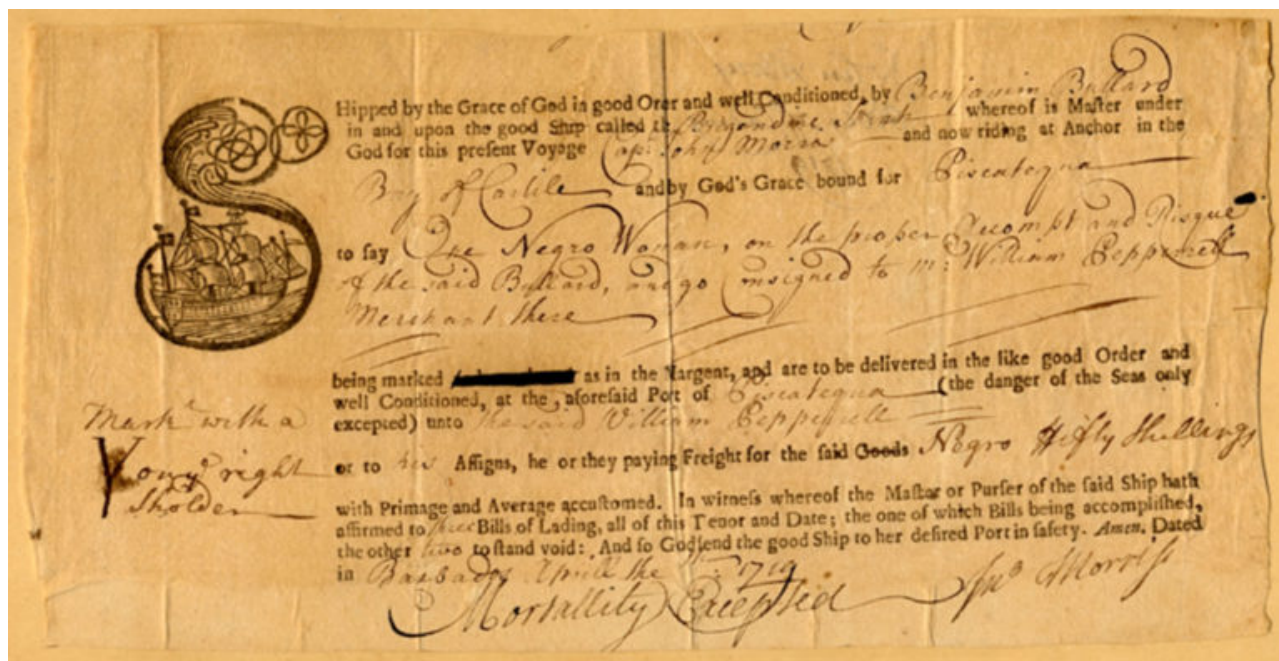 SHipped by the Grace of God in good Orer and well Conditioned, by Benjamin Bullard
in and upon the good Ship called the Brigandine Sarah whereof is Master under
God for this present Voyage Cap: John Morris and now riding at Anchor in the
Bay of Carlile and by God's Grace bound for Piscatequa
to say One Negro Woman, on the proper Accompt and Risque
of the said Bullard, and go Consigned to mr: William Pepperrell
Merchant there
being marked as in the Margent, and are to be delivered in the like good Order and
well Conditioned, at the aforesaid Port of Piscatequa (the danger of the Seas only
excepted) unto the said William Pepperrell
Markd with a
Y on ye right
sholder
or to his Assigns, he or they paying Freight for the said Goods Negro Fifty Shillings
with Primage and Average accustomed. In witness whereof the Master or Purser of the said Ship hath
affirmed to three Bills of Lading, all of this Tenor and Date; the one of which Bills being accomplished,
the other two to stand void: And so God send the good Ship to her desired Port in safety. Amen. Dated
in Barbados Aprill the 1719
Mortallity Excepted Jno Morriss